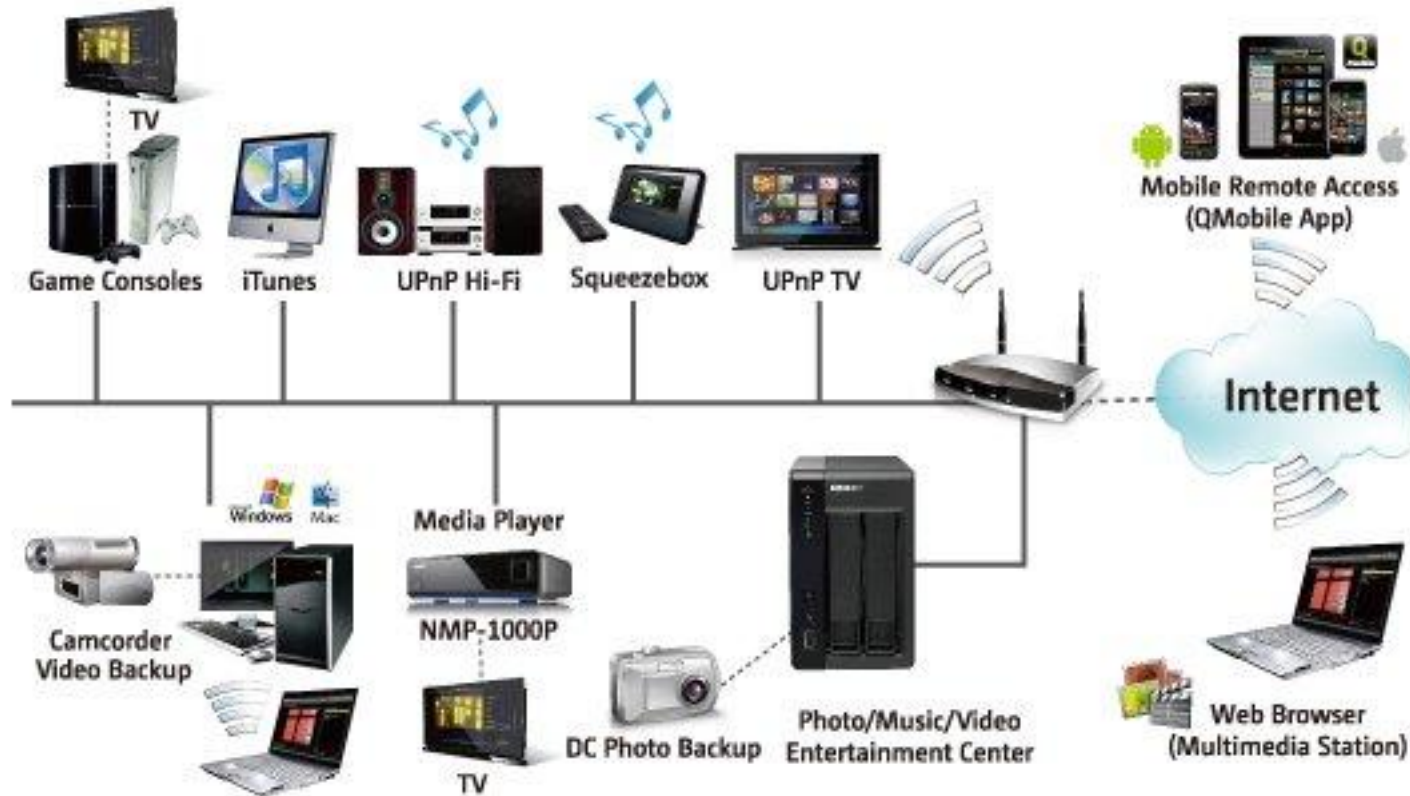 TV
Game Consoles
iTunes
UPnP Hi-Fi
Squeezebox
UPnP TV
Mobile Remote Access
(QMobile App)
Internet
Windows
Mac
Camcorder
Video Backup
Media Player
NMP-1000P
TV
DC Photo Backup
Photo/Music/Video
Entertainment Center
Web Browser
(Multimedia Station)